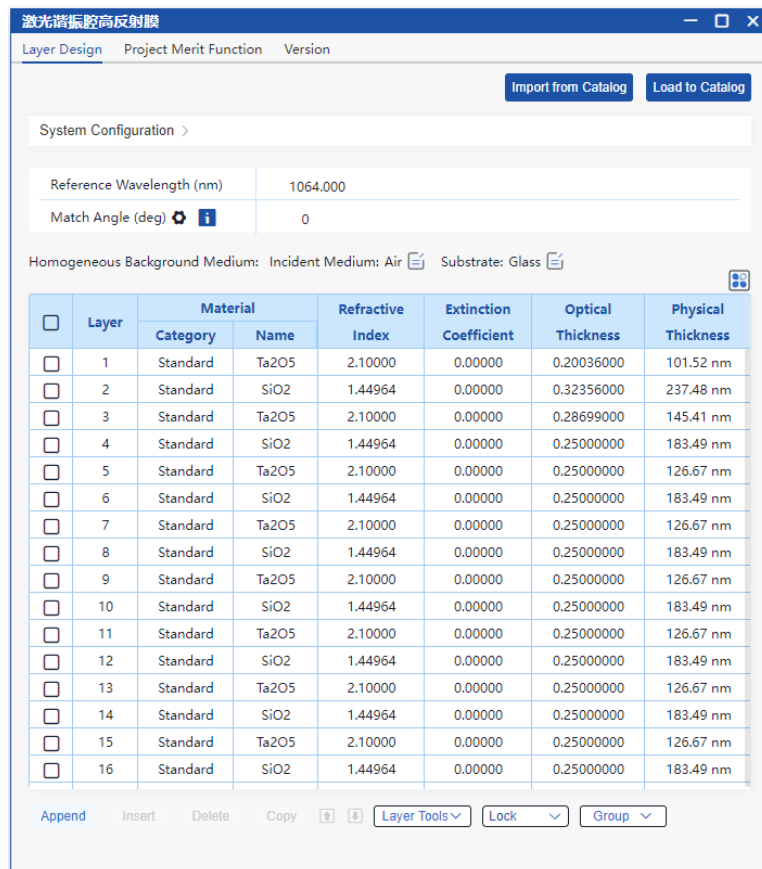 激光谐振腔高反射膜
Layer Design Project Merit Function Version
Import from Catalog Load to Catalog
System Configuration >
Reference Wavelength (nm) 1064.000
Match Angle (deg) i 0
Homogeneous Background Medium: Incident Medium: Air Substrate: Glass
Layer Material Refractive Index Extinction Coefficient Optical Thickness Physical Thickness
Category Name
1 Standard Ta2O5 2.10000 0.00000 0.20036000 101.52 nm
2 Standard SiO2 1.44964 0.00000 0.32356000 237.48 nm
3 Standard Ta2O5 2.10000 0.00000 0.28699000 145.41 nm
4 Standard SiO2 1.44964 0.00000 0.25000000 183.49 nm
5 Standard Ta2O5 2.10000 0.00000 0.25000000 126.67 nm
6 Standard SiO2 1.44964 0.00000 0.25000000 183.49 nm
7 Standard Ta2O5 2.10000 0.00000 0.25000000 126.67 nm
8 Standard SiO2 1.44964 0.00000 0.25000000 183.49 nm
9 Standard Ta2O5 2.10000 0.00000 0.25000000 126.67 nm
10 Standard SiO2 1.44964 0.00000 0.25000000 183.49 nm
11 Standard Ta2O5 2.10000 0.00000 0.25000000 126.67 nm
12 Standard SiO2 1.44964 0.00000 0.25000000 183.49 nm
13 Standard Ta2O5 2.10000 0.00000 0.25000000 126.67 nm
14 Standard SiO2 1.44964 0.00000 0.25000000 183.49 nm
15 Standard Ta2O5 2.10000 0.00000 0.25000000 126.67 nm
16 Standard SiO2 1.44964 0.00000 0.25000000 183.49 nm
Append Insert Delete Copy Layer Tools Lock Group